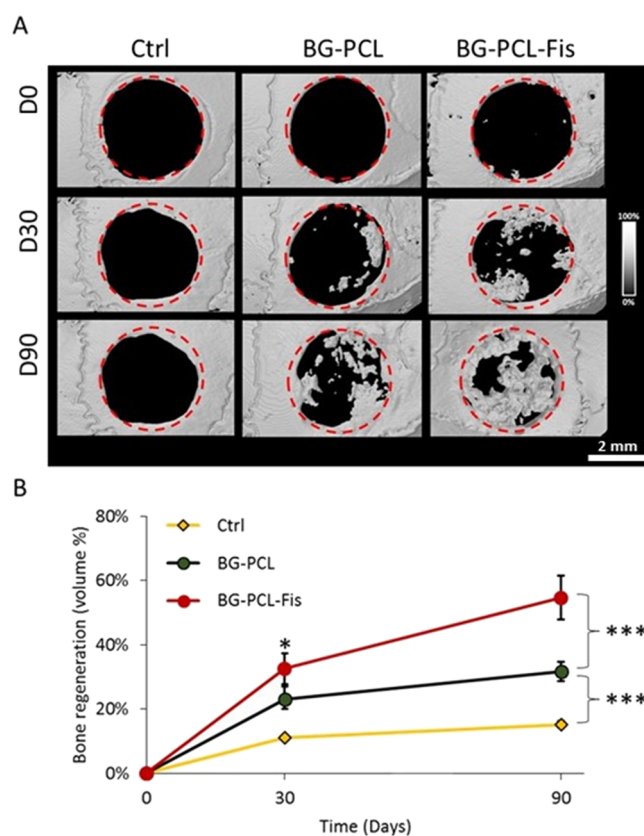 A
Ctrl BG-PCL BG-PCL-Fis
D0
D30
100%
0%
D90
2 mm
B
Bone regeneration (volume %)
80%
60%
40%
20%
0%
Ctrl
BG-PCL
BG-PCL-Fis
*
***
***
0 30 90
Time (Days)